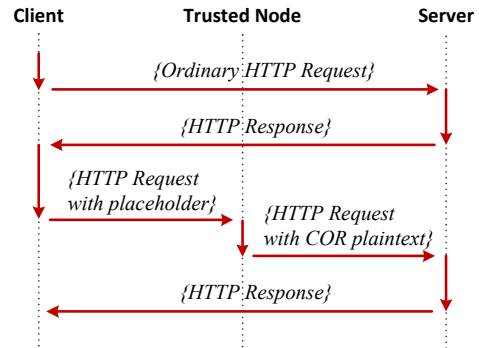 Client Trusted Node Server
{Ordinary HTTP Request}
{HTTP Response}
{HTTP Request
with placeholder}
{HTTP Request
with COR plaintext}
{HTTP Response}